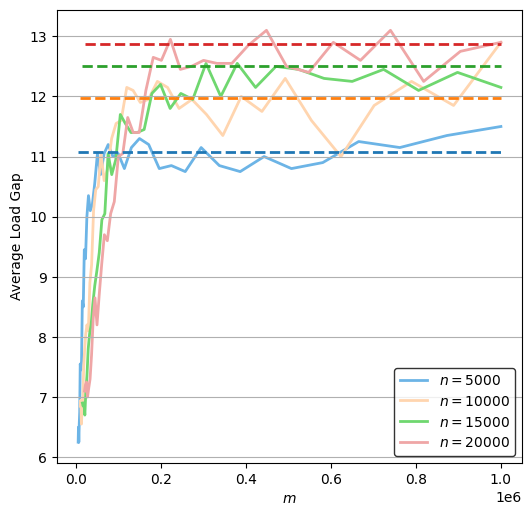 13
12
11
10
9
8
7
6
Average Load Gap
0.0 0.2 0.4 0.6 0.8 1.0
1e6
m
n = 5000
n = 10000
n = 15000
n = 20000